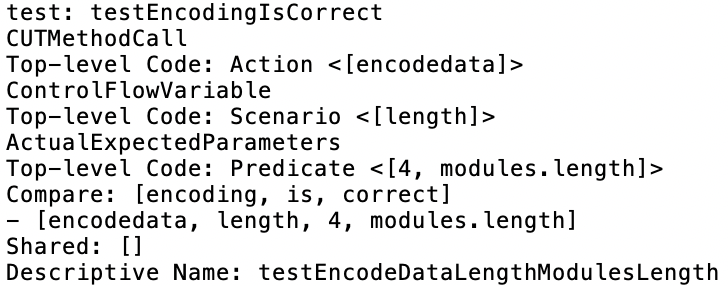 test: testEncodingIsCorrect
CUTMethodCall
Top-level Code: Action <[encodedata]>
ControlFlowVariable
Top-level Code: Scenario <[length]>
ActualExpectedParameters
Top-level Code: Predicate <[4, modules.length]>
Compare: [encoding, is, correct]
- [encodedata, length, 4, modules.length]
Shared: []
Descriptive Name: testEncodeDataLengthModulesLength